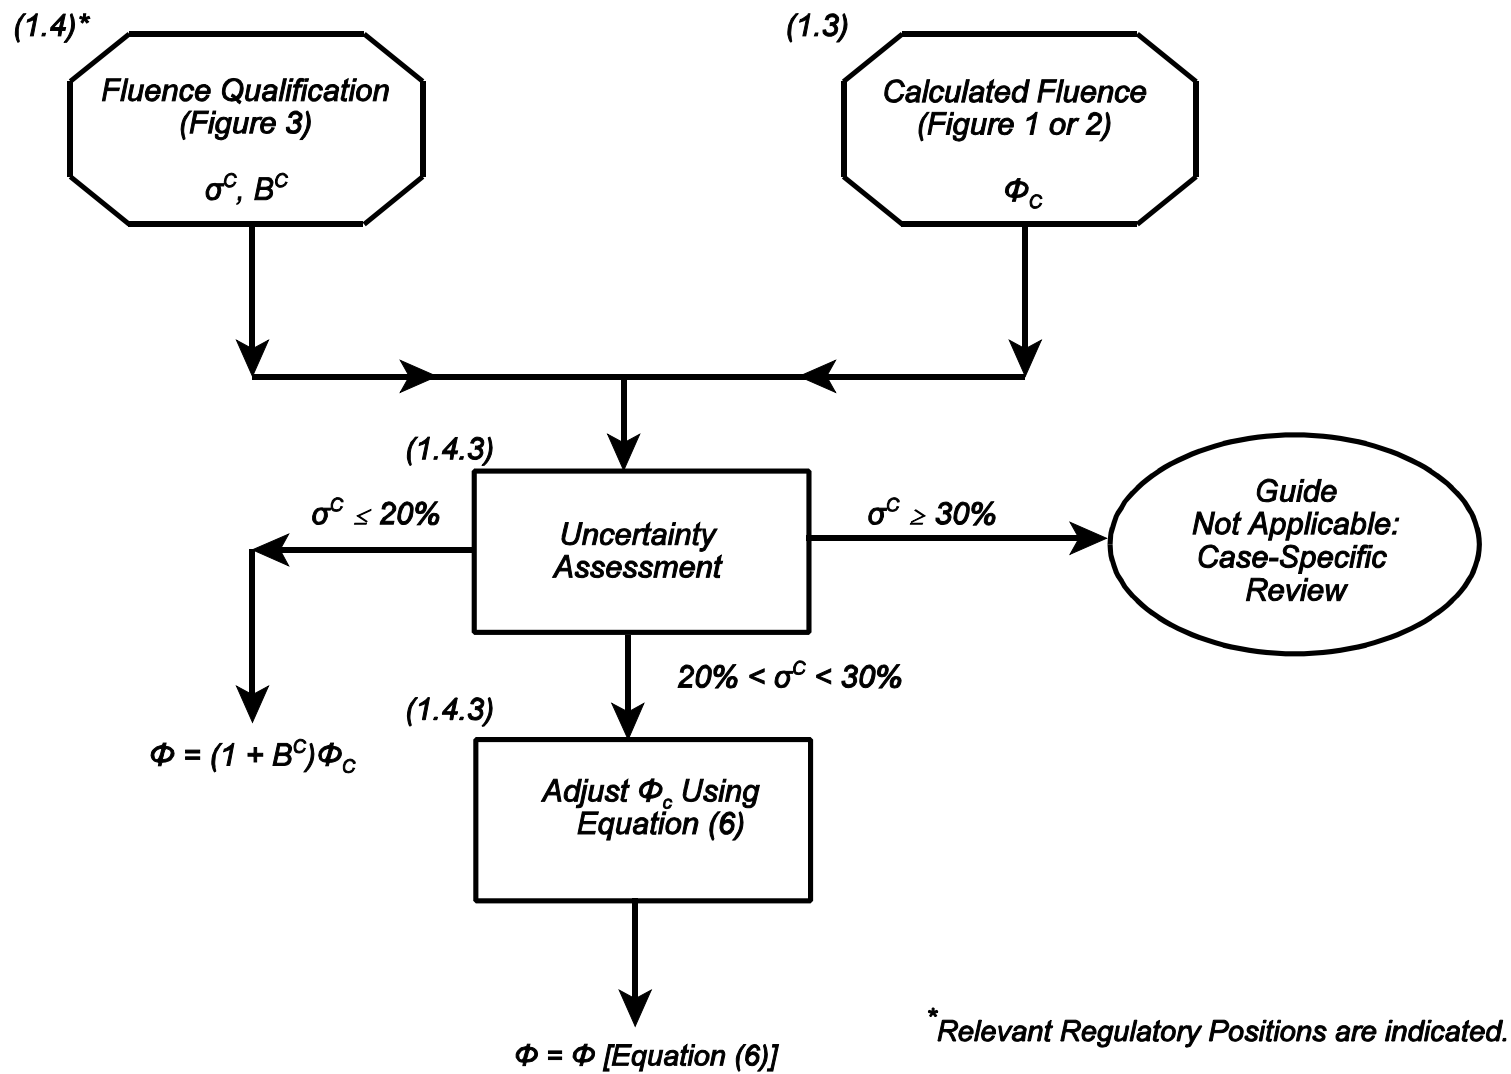 (1.4)*
Fluence Qualification
(Figure 3)
σ^C, B^C
(1.3)
Calculated Fluence
(Figure 1 or 2)
Φ_C
(1.4.3)
Uncertainty
Assessment
σ^C ≤ 20%
σ^C ≥ 30%
Guide
Not Applicable:
Case-Specific
Review
20% < σ^C < 30%
Φ = (1 + B^C)Φ_C
(1.4.3)
Adjust Φ_c Using
Equation (6)
Φ = Φ [Equation (6)]
*Relevant Regulatory Positions are indicated.